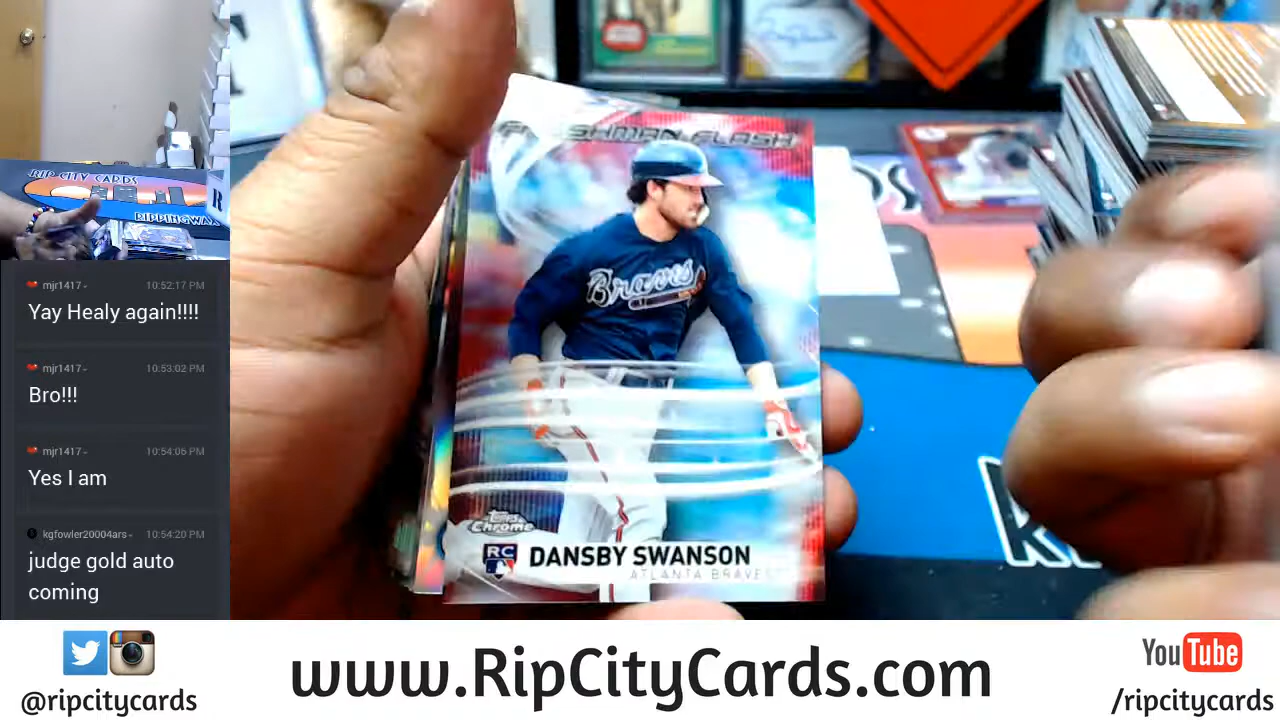 RIP CITY CARDS
RIPPINGWAX
R
mjr1417
10:52:17 PM
Yay Healy again!!!!
mjr1417
10:53:02 PM
Bro!!!
mjr1417
10:54:06 PM
Yes I am
kgfowler20004ars
10:54:20 PM
judge gold auto
coming
FLASH
Braves
Topps
Chrome
RC
DANSBY SWANSON
ATLANTA BRAVES
@ripcitycards
www.RipCityCards.com
YouTube
/ripcitycards